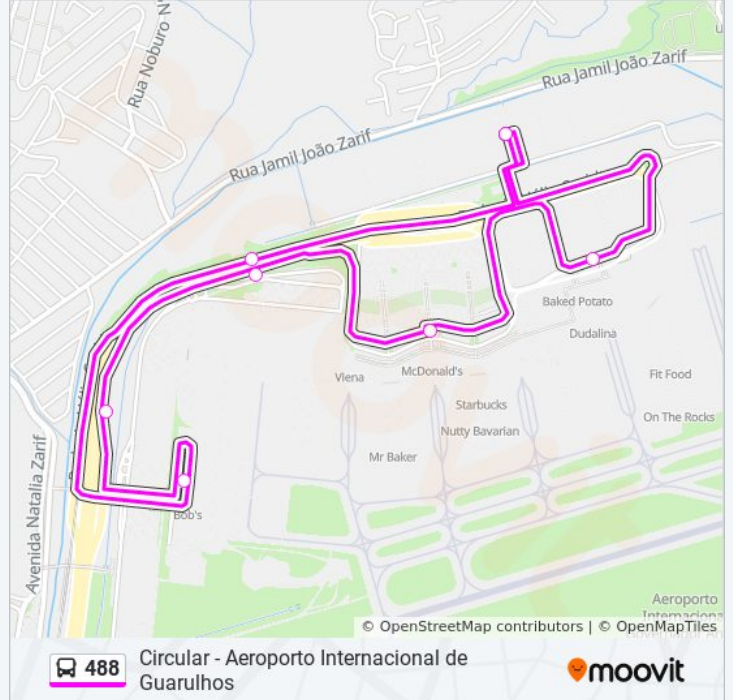 Rua Noburo N
Rua Jamil João Zarif
Rua Jamil João Zarif
Baked Potato
Dudalina
Viena
McDonald's
Fit Food
Starbucks
On The Rocks
Nutty Bavarian
Mr Baker
Avenida Natalia Zarif
Bob's
Aeroporto
Internaciona
© OpenStreetMap contributors | © OpenMapTiles
488
Circular - Aeroporto Internacional de
Guarulhos
moovit